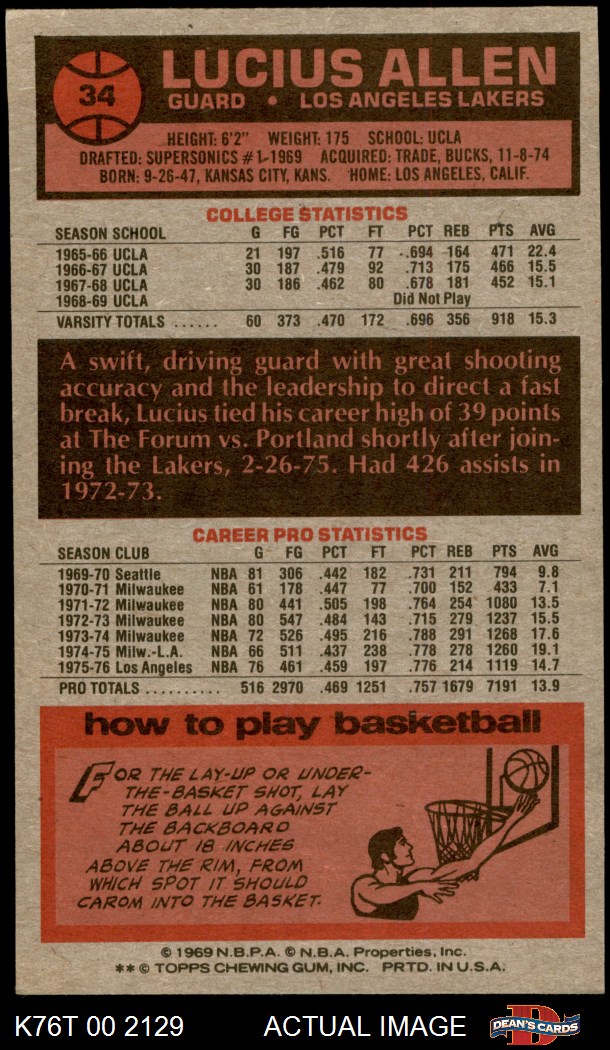 34
LUCIUS ALLEN
GUARD • LOS ANGELES LAKERS
HEIGHT: 6'2" WEIGHT: 175 SCHOOL: UCLA
DRAFTED: SUPERSONICS #1-1969 ACQUIRED: TRADE, BUCKS, 11-8-74
BORN: 9-26-47, KANSAS CITY, KANS. HOME: LOS ANGELES, CALIF.
COLLEGE STATISTICS
SEASON SCHOOL G FG PCT FT PCT REB PTS AVG
1965-66 UCLA 21 197 .516 77 .694 164 471 22.4
1966-67 UCLA 30 187 .479 92 .713 175 466 15.5
1967-68 UCLA 30 186 .462 80 .678 181 452 15.1
1968-69 UCLA Did Not Play
VARSITY TOTALS ...... 60 373 .470 172 .696 356 918 15.3
A swift, driving guard with great shooting
accuracy and the leadership to direct a fast
break, Lucius tied his career high of 39 points
at The Forum vs. Portland shortly after join-
ing the Lakers, 2-26-75. Had 426 assists in
1972-73.
CAREER PRO STATISTICS
SEASON CLUB G FG PCT FT PCT REB PTS AVG
1969-70 Seattle NBA 81 306 .442 182 .731 211 794 9.8
1970-71 Milwaukee NBA 61 178 .447 77 .700 152 433 7.1
1971-72 Milwaukee NBA 80 441 .505 198 .764 254 1080 13.5
1972-73 Milwaukee NBA 80 547 .484 143 .715 279 1237 15.5
1973-74 Milwaukee NBA 72 526 .495 216 .788 291 1268 17.6
1974-75 Milw.-L.A. NBA 66 511 .437 238 .778 278 1260 19.1
1975-76 Los Angeles NBA 76 461 .459 197 .776 214 1119 14.7
PRO TOTALS .......... 516 2970 .469 1251 .757 1679 7191 13.9
how to play basketball
FOR THE LAY-UP OR UNDER-
THE-BASKET SHOT, LAY
THE BALL UP AGAINST
THE BACKBOARD
ABOUT 18 INCHES
ABOVE THE RIM, FROM
WHICH SPOT IT SHOULD
CAROM INTO THE BASKET.
© 1969 N.B.P.A. © N.B.A. Properties, Inc.
** © TOPPS CHEWING GUM, INC. PRTD. IN U.S.A.
K76T 00 2129 ACTUAL IMAGE
D
DEAN'S CARDS